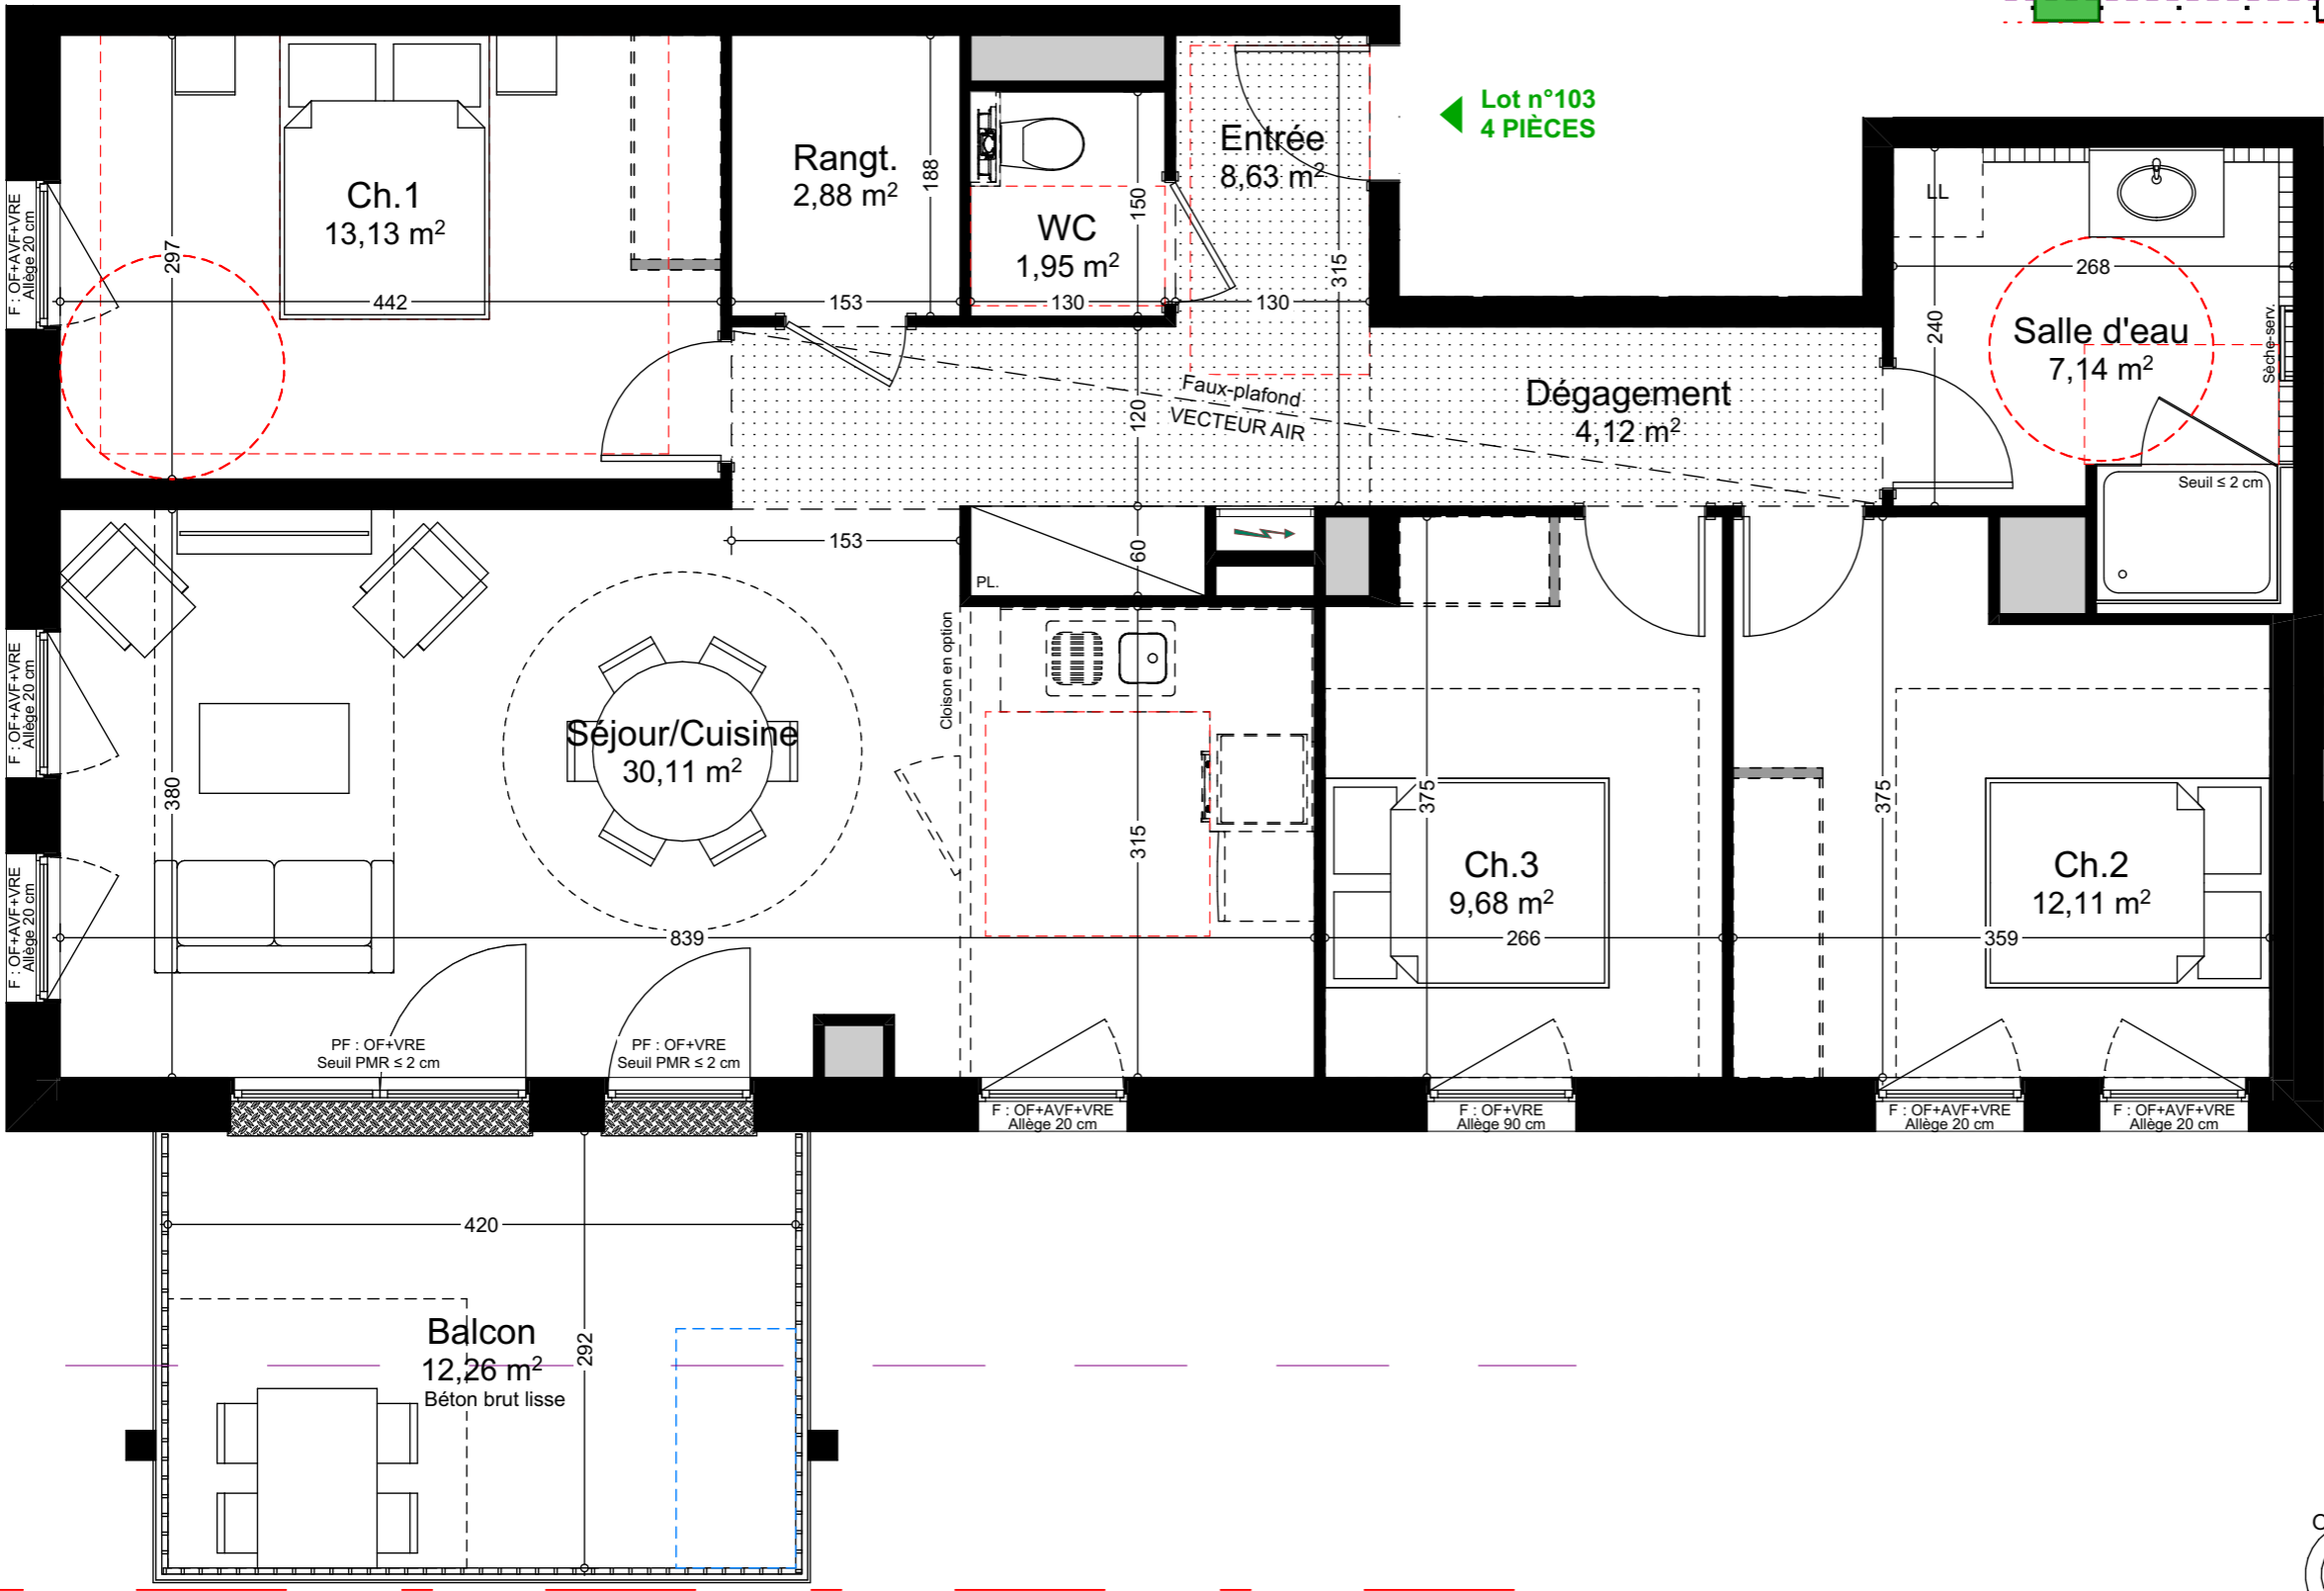 Lot n°103
4 PIÈCES
Ch.1
13,13 m²
297
442
F : OF+AVF+VRE
Allège 20 cm
Rangt.
2,88 m²
188
153
WC
1,95 m²
150
130
Entrée
8,63 m²
315
130
LL
268
240
Salle d'eau
7,14 m²
Sèche-serv.
Seuil ≤ 2 cm
Faux-plafond
VECTEUR AIR
120
Dégagement
4,12 m²
153
60
PL.
Cloison en option
Séjour/Cuisine
30,11 m²
380
839
315
F : OF+AVF+VRE
Allège 20 cm
F : OF+AVF+VRE
Allège 20 cm
Ch.3
9,68 m²
375
266
Ch.2
12,11 m²
375
359
PF : OF+VRE
Seuil PMR ≤ 2 cm
PF : OF+VRE
Seuil PMR ≤ 2 cm
F : OF+AVF+VRE
Allège 20 cm
F : OF+VRE
Allège 90 cm
F : OF+AVF+VRE
Allège 20 cm
F : OF+AVF+VRE
Allège 20 cm
420
292
Balcon
12,26 m²
Béton brut lisse